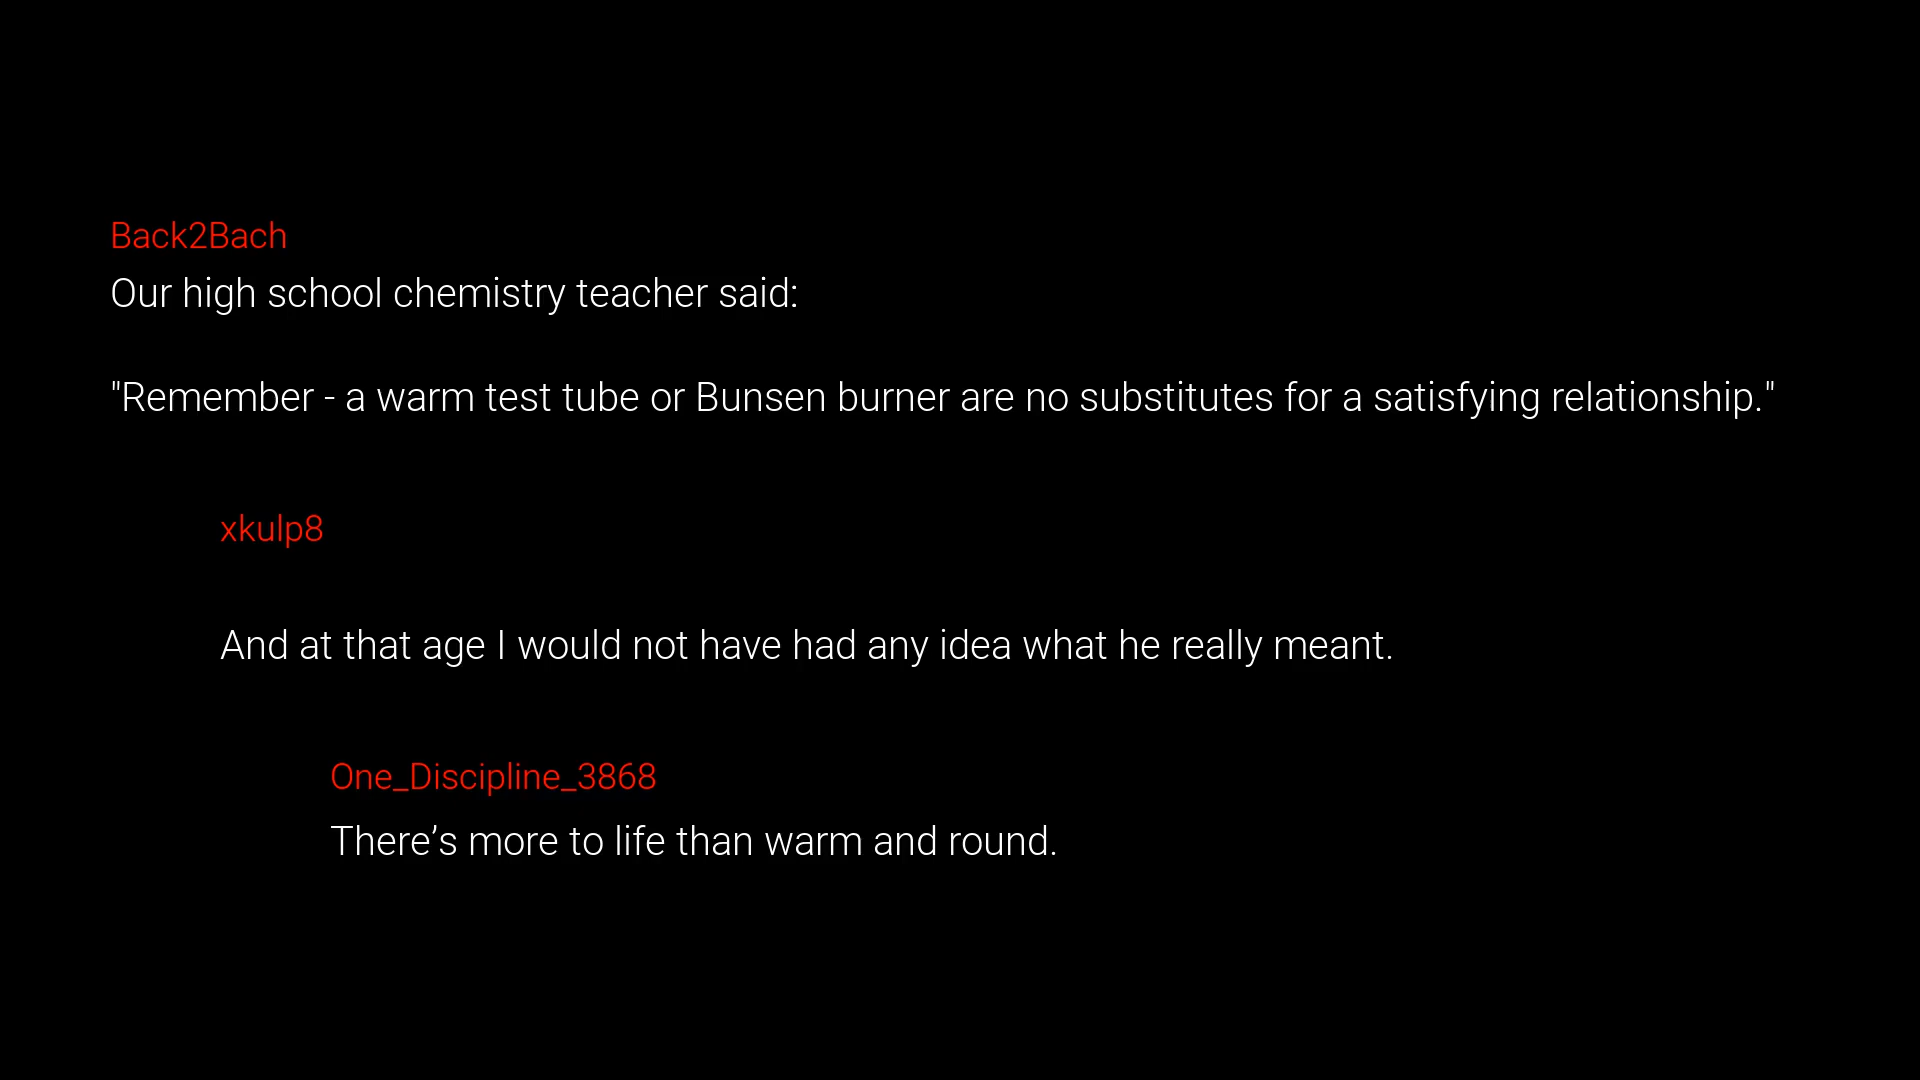 Back2Bach
Our high school chemistry teacher said:
"Remember - a warm test tube or Bunsen burner are no substitutes for a satisfying relationship."
xkulp8
And at that age I would not have had any idea what he really meant.
One_Discipline_3868
There’s more to life than warm and round.